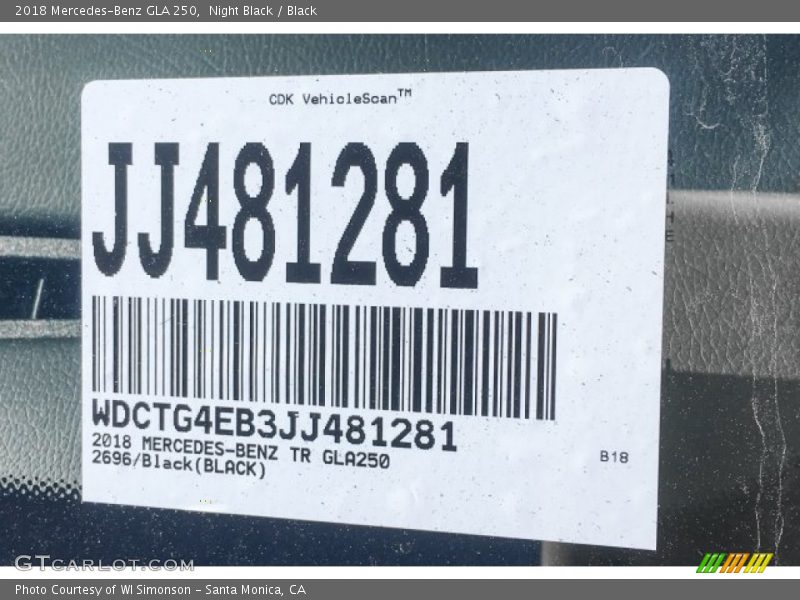 2018 Mercedes-Benz GLA 250, Night Black / Black
CDK VehicleScan™
JJ481281
WDCTG4EB3JJ481281
2018 MERCEDES-BENZ TR GLA250
2696/Black(BLACK)
B18
GTcarlot.com
Photo Courtesy of WI Simonson - Santa Monica, CA